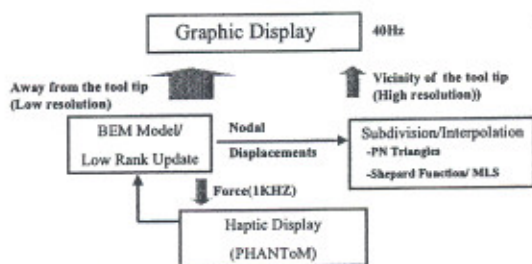 Graphic Display
40Hz
Away from the tool tip
(Low resolution)
Vicinity of the tool tip
(High resolution))
BEM Model/
Low Rank Update
Nodal
Displacements
Subdivision/Interpolation
-PN Triangles
-Shepard Function/ MLS
Force(1KHZ)
Haptic Display
(PHANToM)